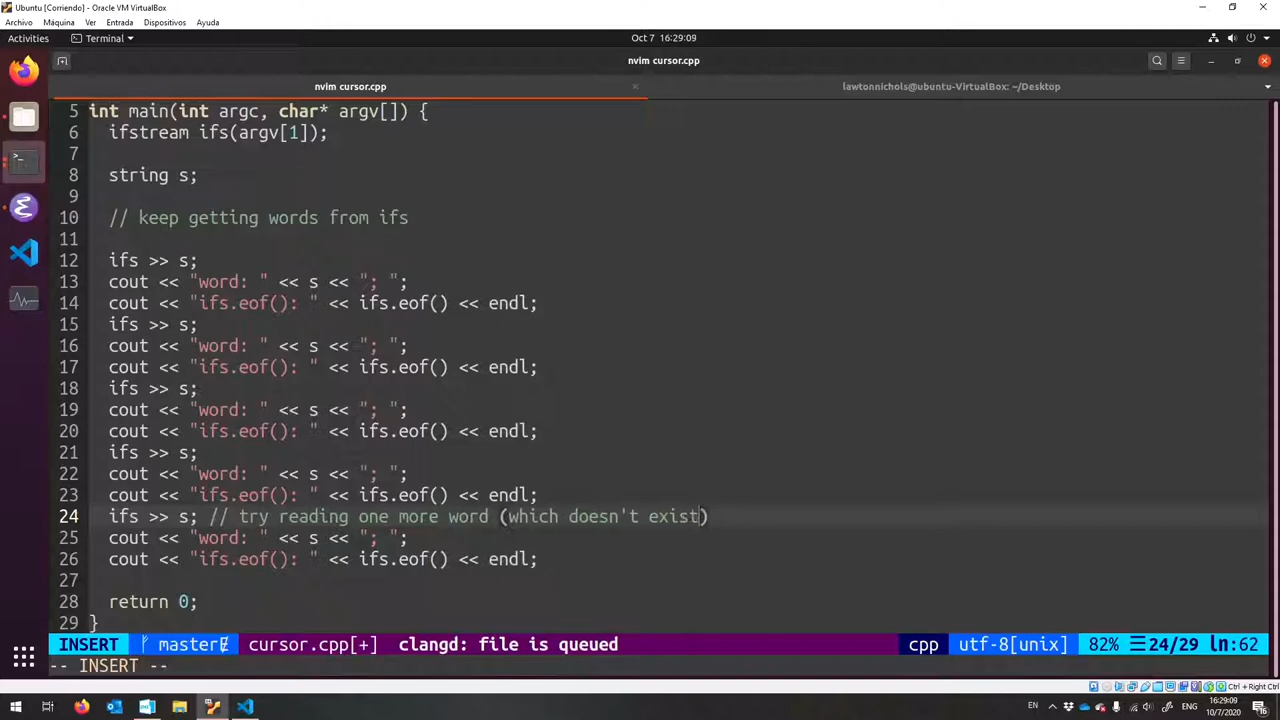 Ubuntu [Corriendo] - Oracle VM VirtualBox
Archivo Máquina Ver Entrada Dispositivos Ayuda
Activities Terminal Oct 7 16:29:09
nvim cursor.cpp
nvim cursor.cpp lawtonnichols@ubuntu-VirtualBox: ~/Desktop
5 int main(int argc, char* argv[]) {
6 ifstream ifs(argv[1]);
7
8 string s;
9
10 // keep getting words from ifs
11
12 ifs >> s;
13 cout << "word: " << s << "; ";
14 cout << "ifs.eof(): " << ifs.eof() << endl;
15 ifs >> s;
16 cout << "word: " << s << "; ";
17 cout << "ifs.eof(): " << ifs.eof() << endl;
18 ifs >> s;
19 cout << "word: " << s << "; ";
20 cout << "ifs.eof(): " << ifs.eof() << endl;
21 ifs >> s;
22 cout << "word: " << s << "; ";
23 cout << "ifs.eof(): " << ifs.eof() << endl;
24 ifs >> s; // try reading one more word (which doesn't exist)
25 cout << "word: " << s << "; ";
26 cout << "ifs.eof(): " << ifs.eof() << endl;
27
28 return 0;
29 }
INSERT master cursor.cpp[+] clangd: file is queued cpp utf-8[unix] 82% ☰24/29 ln:62
-- INSERT --
Ctrl + Right Ctrl
EN 16:29:09
10/7/2020